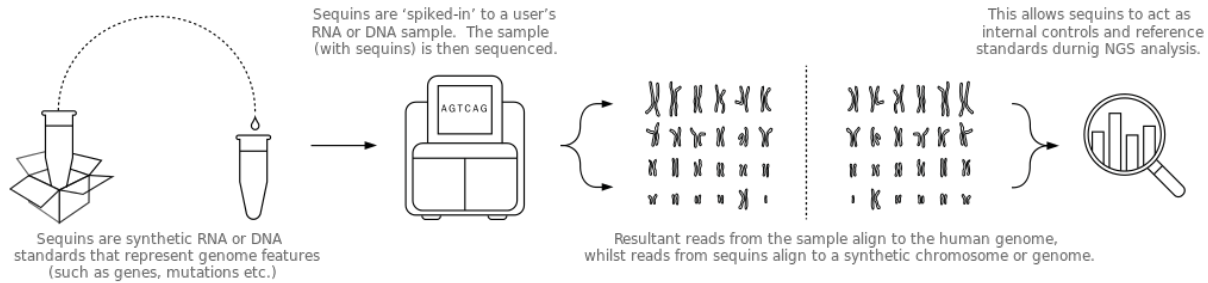 Sequins are ‘spiked-in’ to a user’s
RNA or DNA sample.  The sample
(with sequins) is then sequenced.
This allows sequins to act as
internal controls and reference
standards durnig NGS analysis.
AGTCAG
Sequins are synthetic RNA or DNA
standards that represent genome features
(such as genes, mutations etc.)
Resultant reads from the sample align to the human genome,
whilst reads from sequins align to a synthetic chromosome or genome.